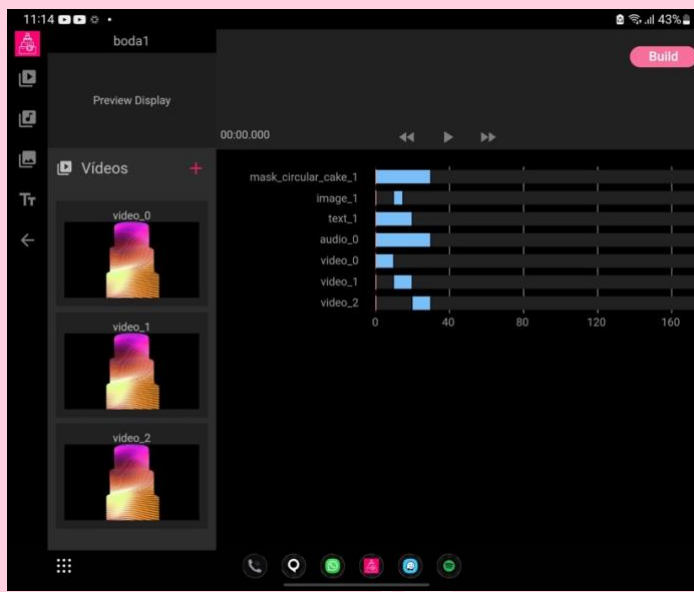 11:14
43%
boda1
Preview Display
Build
00:00.000
Vídeos
Tт
video_0
video_1
video_2
mask_circular_cake_1
image_1
text_1
audio_0
video_0
video_1
video_2
0 40 80 120 160